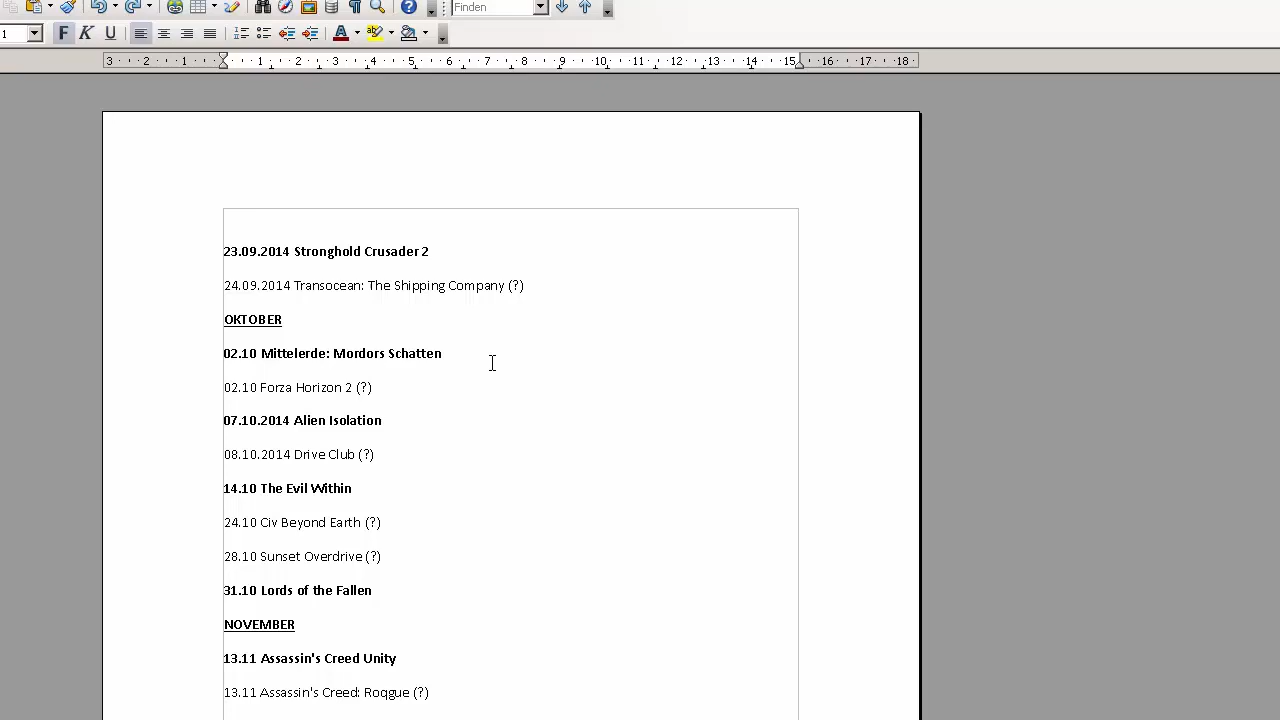 Finden
1 F K U A
3 2 1 1 2 3 4 5 6 7 8 9 10 11 12 13 14 15 16 17 18
23.09.2014 Stronghold Crusader 2
24.09.2014 Transocean: The Shipping Company (?)
OKTOBER
02.10 Mittelerde: Mordors Schatten
02.10 Forza Horizon 2 (?)
07.10.2014 Alien Isolation
08.10.2014 Drive Club (?)
14.10 The Evil Within
24.10 Civ Beyond Earth (?)
28.10 Sunset Overdrive (?)
31.10 Lords of the Fallen
NOVEMBER
13.11 Assassin's Creed Unity
13.11 Assassin's Creed: Roqgue (?)